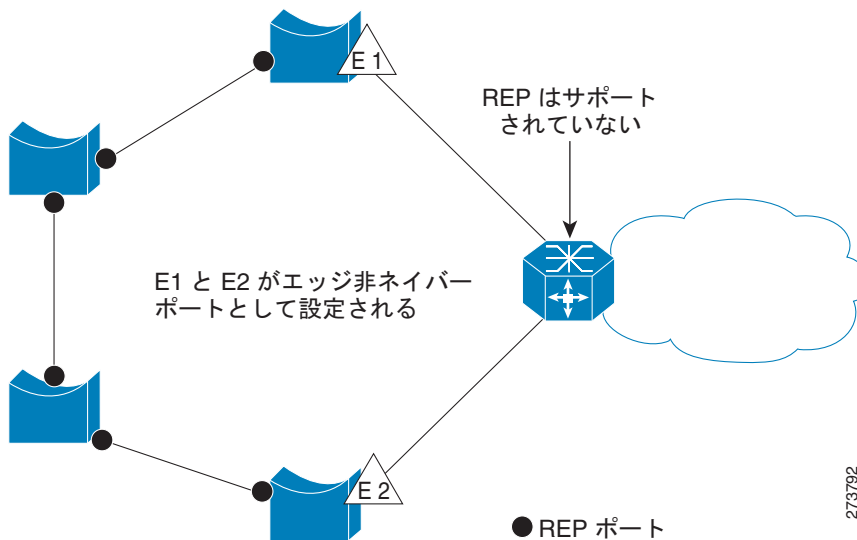 E 1
REP はサポート
されていない
E1 と E2 がエッジ非ネイバー
ポートとして設定される
E 2
REP ポート
273792